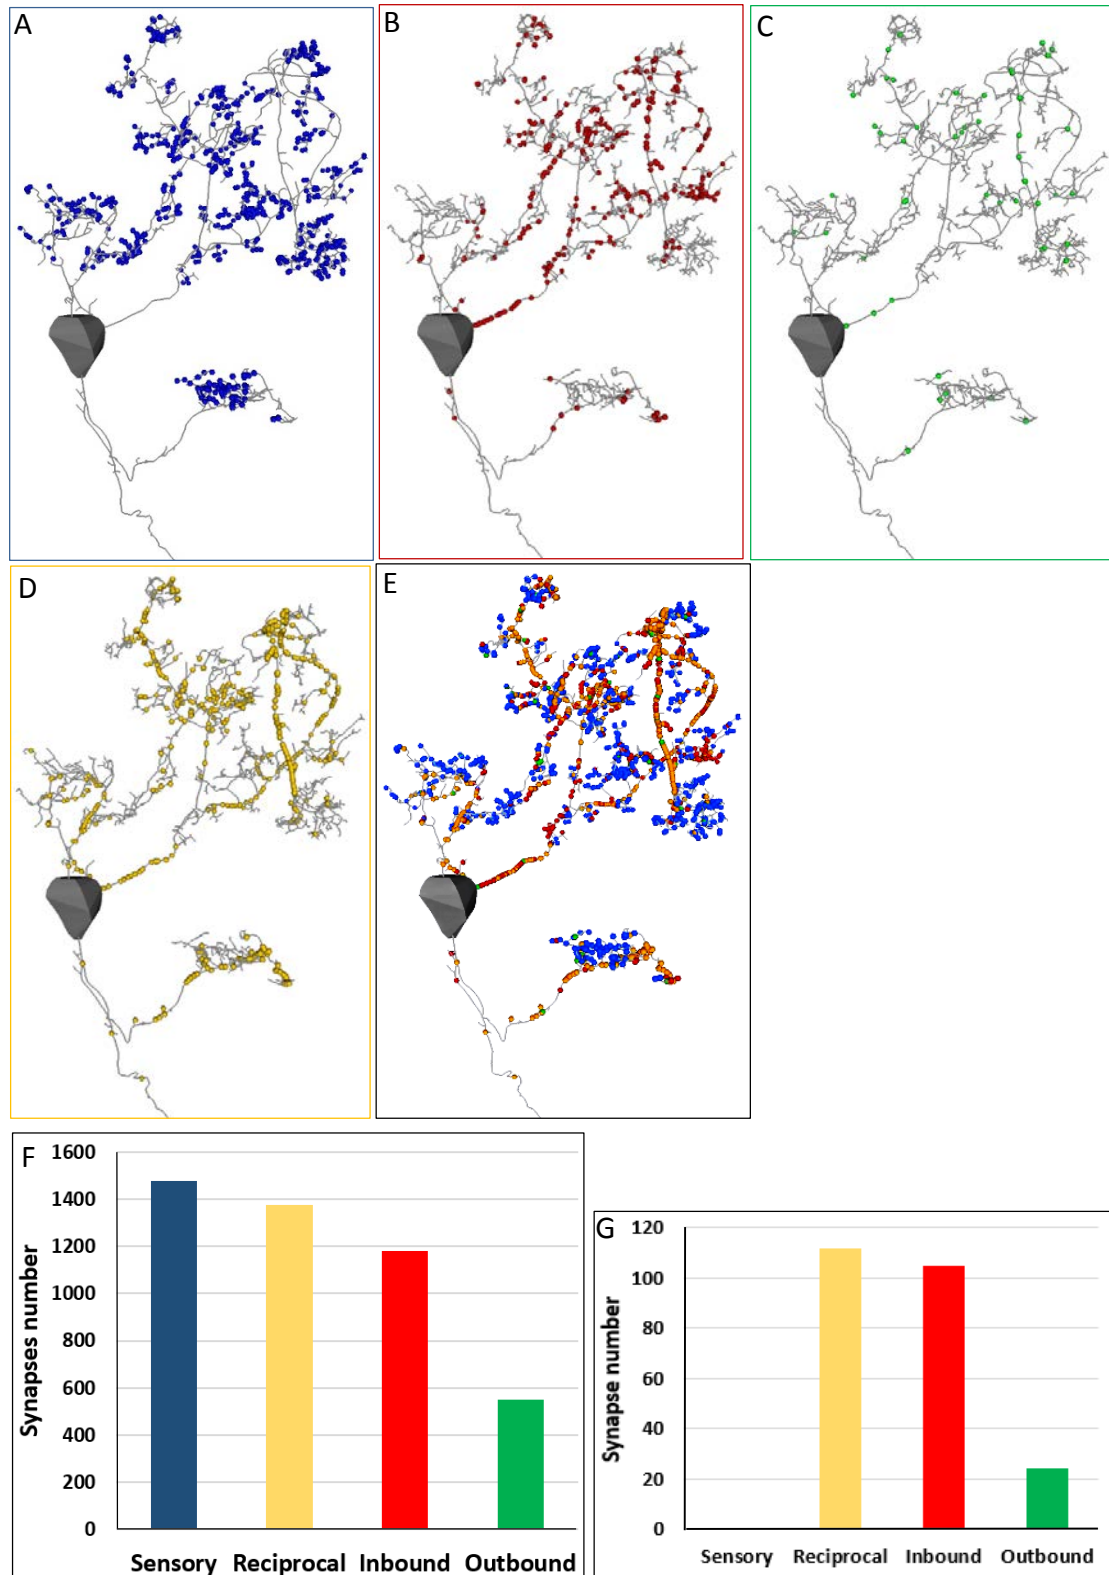 A
B
C
D
E
F
1600
1400
1200
1000
800
600
400
200
0
Synapses number
Sensory Reciprocal Inbound Outbound
G
120
100
80
60
40
20
0
Synapse number
Sensory Reciprocal Inbound Outbound